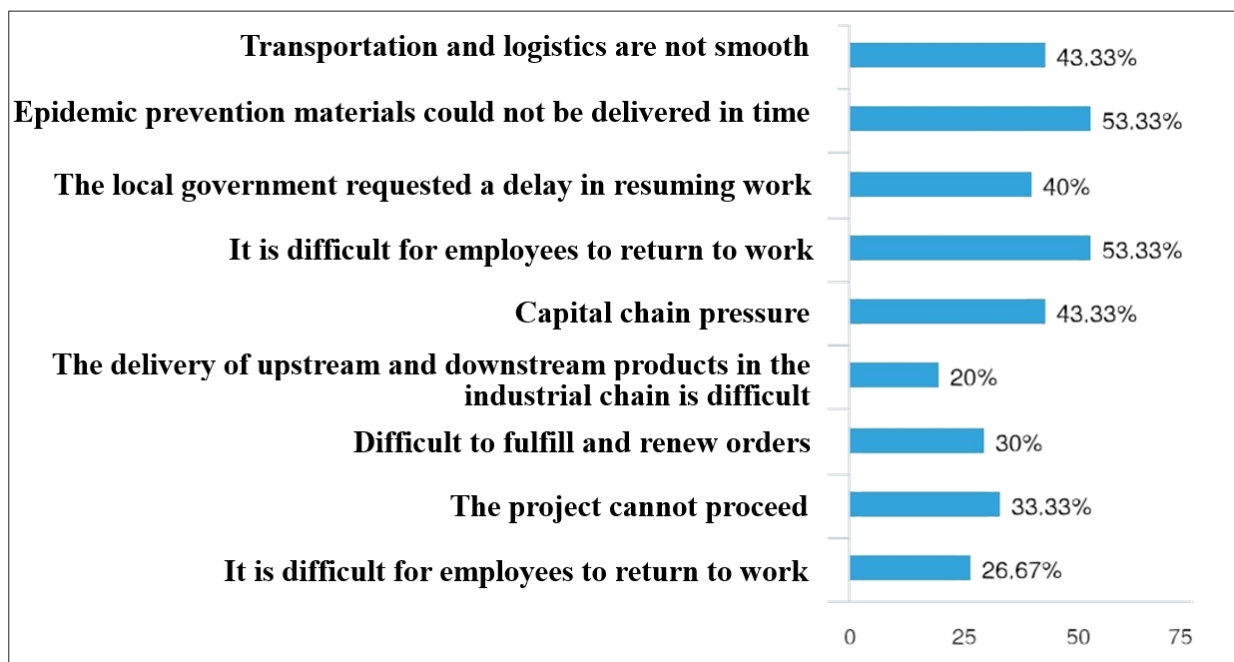 Transportation and logistics are not smooth
43.33%
Epidemic prevention materials could not be delivered in time
53.33%
The local government requested a delay in resuming work
40%
It is difficult for employees to return to work
53.33%
Capital chain pressure
43.33%
The delivery of upstream and downstream products in the
industrial chain is difficult
20%
Difficult to fulfill and renew orders
30%
The project cannot proceed
33.33%
It is difficult for employees to return to work
26.67%
0 25 50 75